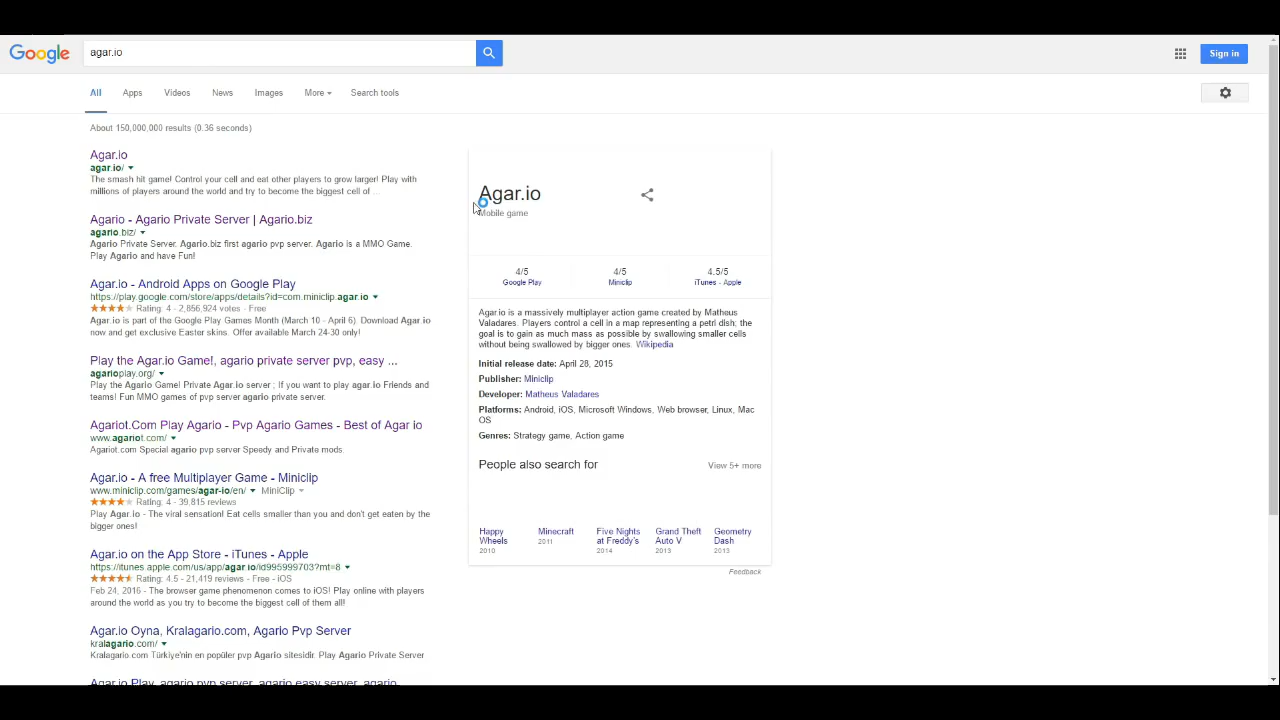 Google
agar.io
Sign in
All Apps Videos News Images More Search tools
About 150,000,000 results (0.36 seconds)
Agar.io
agar.io/
The smash hit game! Control your cell and eat other players to grow larger! Play with
millions of players around the world and try to become the biggest cell of ...
Agario - Agario Private Server | Agario.biz
agario.biz/
Agario Private Server. Agario.biz first agario pvp server. Agario is a MMO Game.
Play Agario and have Fun!
Agar.io - Android Apps on Google Play
https://play.google.com/store/apps/details?id=com.miniclip.agar.io
Rating: 4 - 2,856,924 votes - Free
Agar.io is part of the Google Play Games Month (March 10 - April 6). Download Agar.io
now and get exclusive Easter skins. Offer available March 24-30 only!
Play the Agar.io Game!, agario private server pvp, easy ...
agarioplay.org/
Play the Agario Game! Private Agar.io server ; If you want to play agar.io Friends and
teams! Fun MMO games of pvp server agario private server.
Agariot.Com Play Agario - Pvp Agario Games - Best of Agar io
www.agariot.com/
Agariot.com Special agario pvp server Speedy and Private mods.
Agar.io - A free Multiplayer Game - Miniclip
www.miniclip.com/games/agar-io/en/ MiniClip
Rating: 4 - 39,815 reviews
Play Agar.io - The viral sensation! Eat cells smaller than you and don't get eaten by the
bigger ones!
Agar.io on the App Store - iTunes - Apple
https://itunes.apple.com/us/app/agar.io/id995999703?mt=8
Rating: 4.5 - 21,419 reviews - Free - iOS
Feb 24, 2016 - The browser game phenomenon comes to iOS! Play online with players
around the world as you try to become the biggest cell of them all!
Agar.io Oyna, Kralagario.com, Agario Pvp Server
kralagario.com/
Kralagario.com Türkiye'nin en popüler pvp Agario sitesidir. Play Agario Private Server
Agar.io Play, agario pvp server, agario easy server, agario
Agar.io
Mobile game
4/5 4/5 4.5/5
Google Play Miniclip iTunes - Apple
Agar.io is a massively multiplayer action game created by Matheus
Valadares. Players control a cell in a map representing a petri dish; the
goal is to gain as much mass as possible by swallowing smaller cells
without being swallowed by bigger ones. Wikipedia
Initial release date: April 28, 2015
Publisher: Miniclip
Developer: Matheus Valadares
Platforms: Android, iOS, Microsoft Windows, Web browser, Linux, Mac
OS
Genres: Strategy game, Action game
People also search for View 5+ more
Happy Minecraft Five Nights Grand Theft Geometry
Wheels 2011 at Freddy's Auto V Dash
2010 2014 2013 2013
Feedback